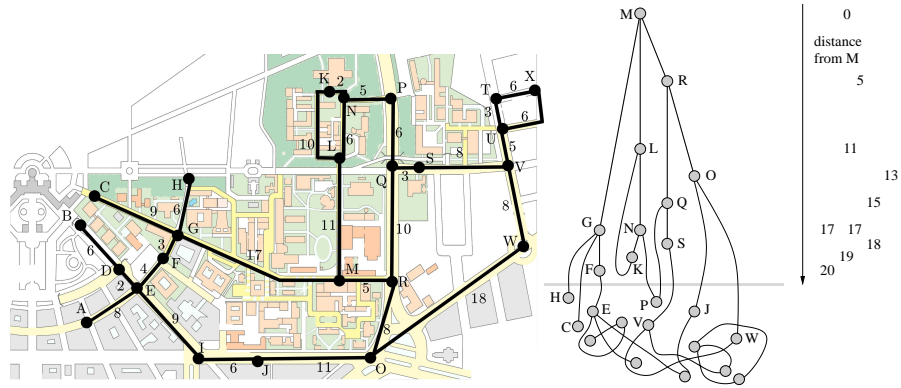 K 2 5 P
N
10 L 6 6
T 6 X
3
U
8 5
S V
Q 3
H
C
B 9 6
G
6 3
F
D 4 17
2 E
A 8
9
11 10
M 5 R
8
W
18
I
6 J 11 O
8
M
R
L
O
G N Q
S
F K
H E P J
C V W
0
distance
from M
5
11
13
15
17 17
18
19
20